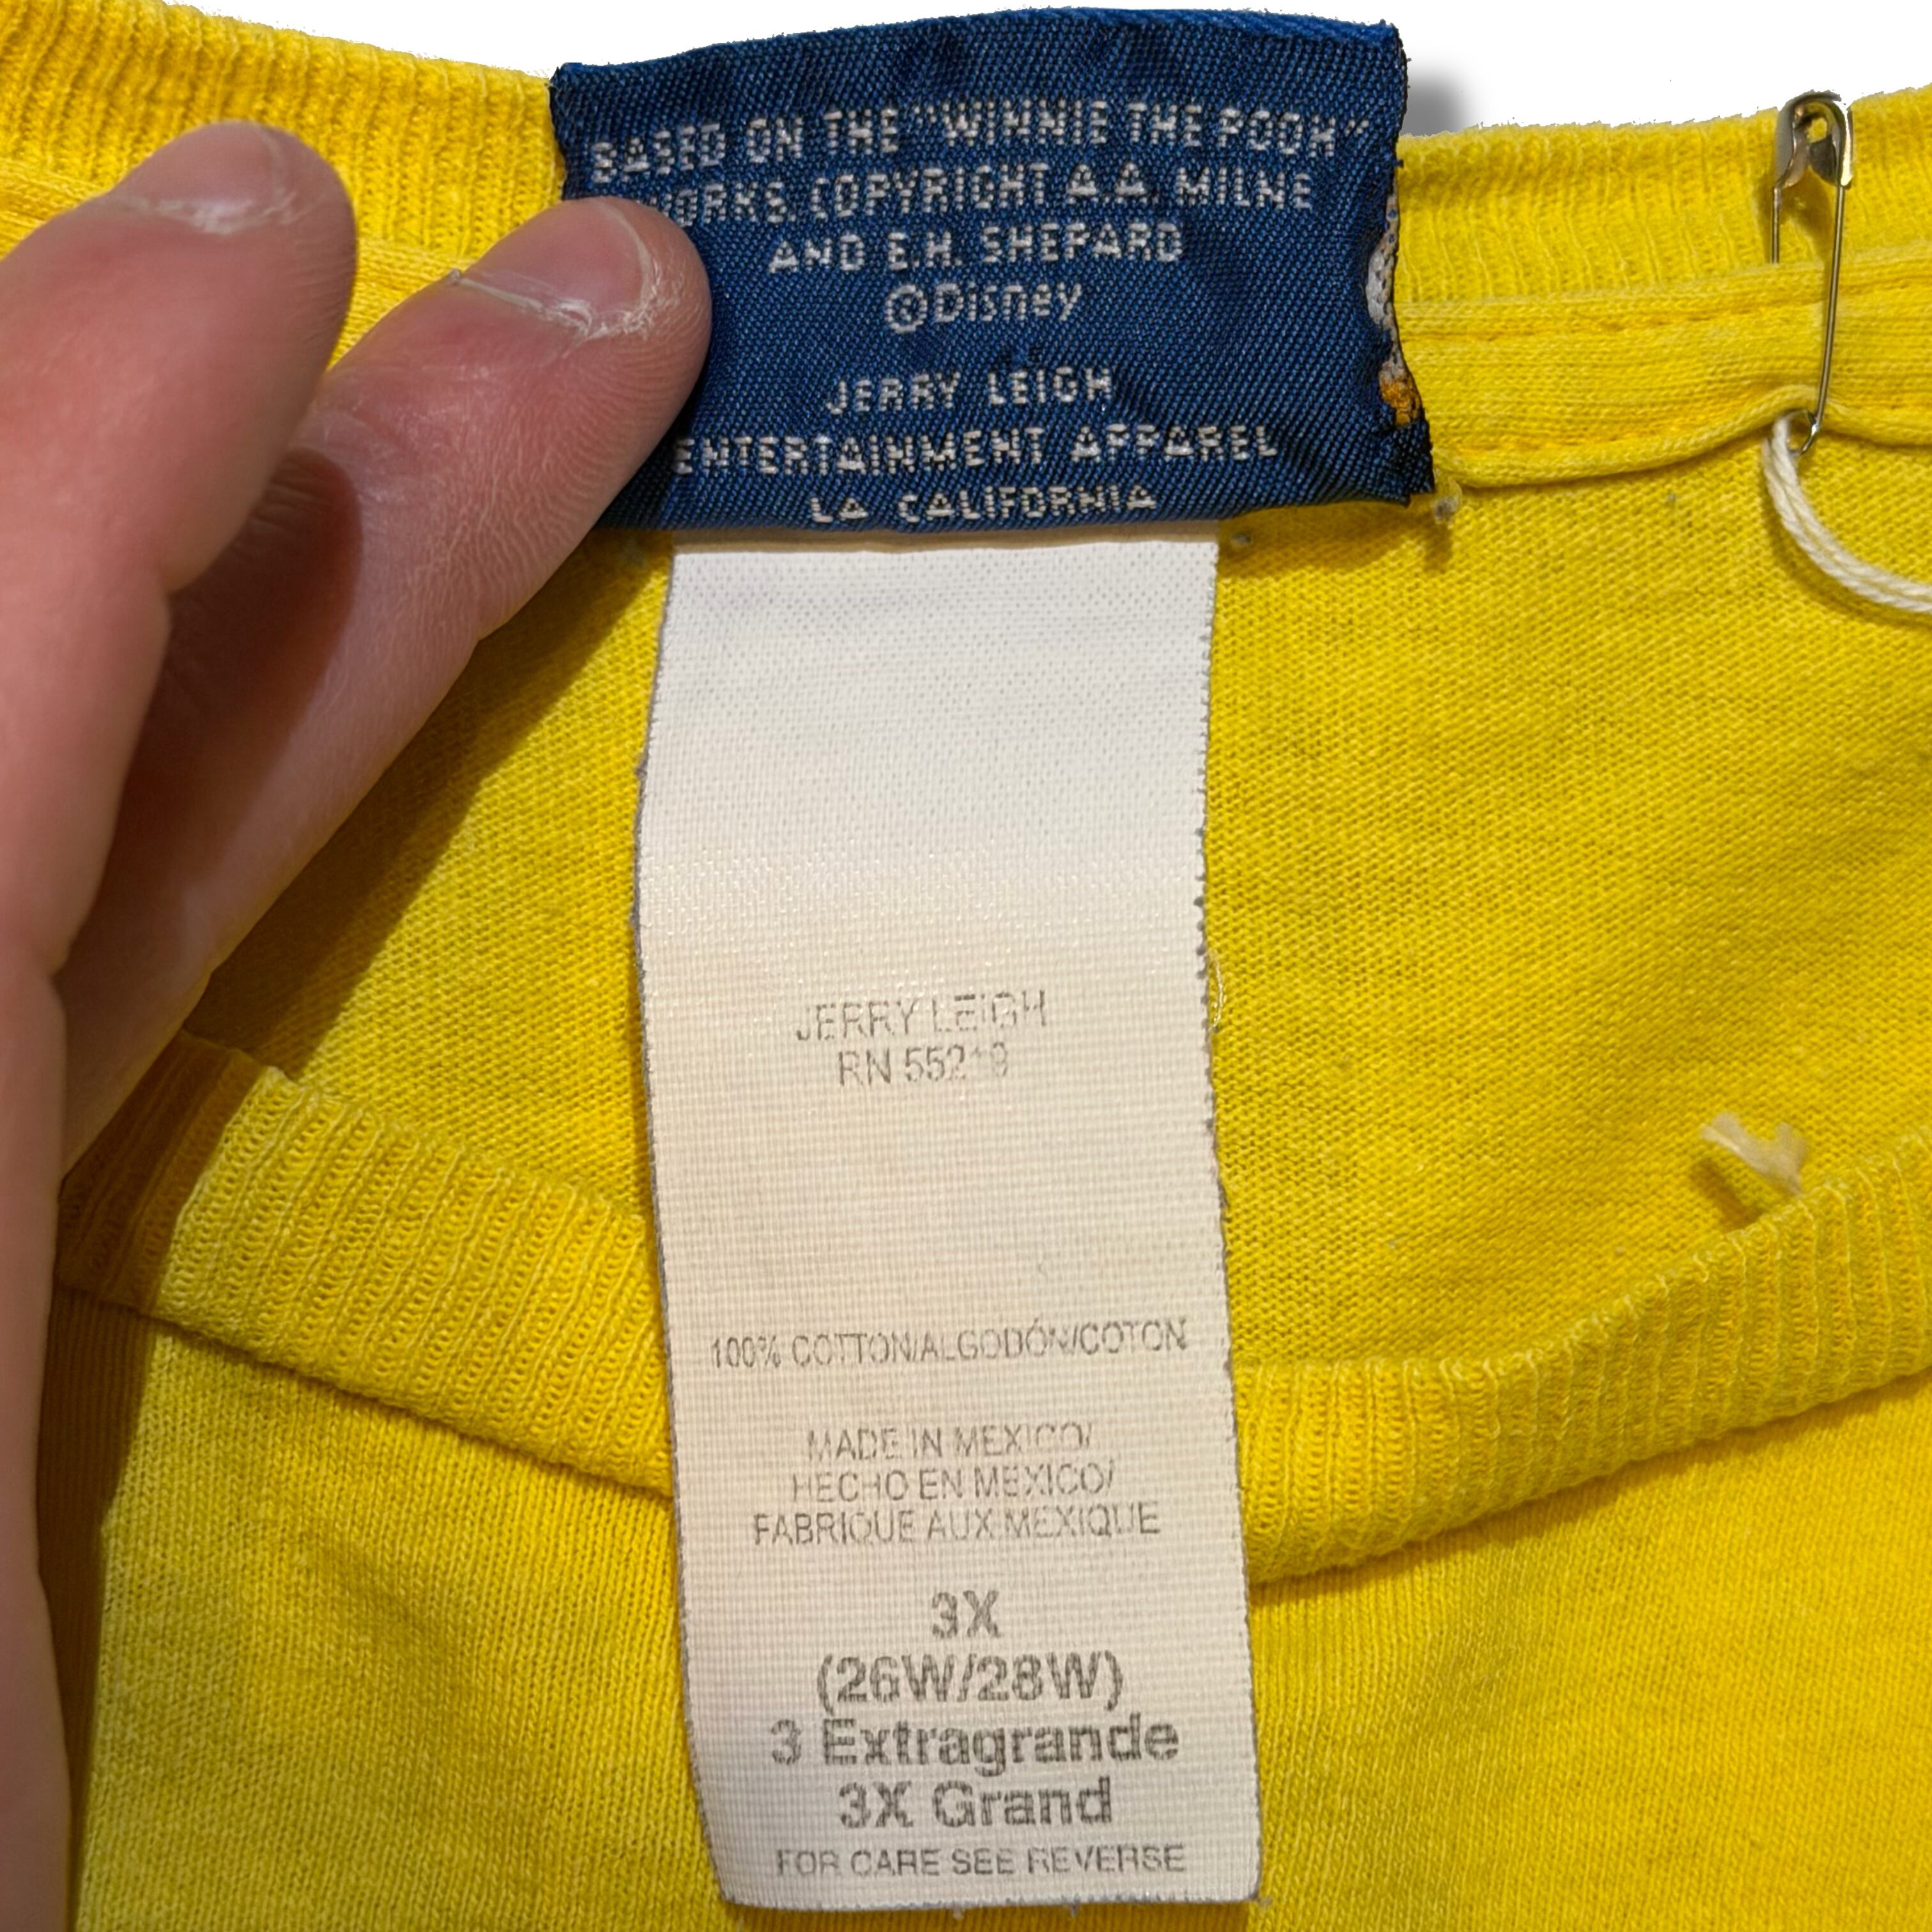 BASED ON THE "WINNIE THE POOH"
WORKS, COPYRIGHT A.A. MILNE
AND E.H. SHEPARD
©Disney
JERRY LEIGH
ENTERTAINMENT APPAREL
LA CALIFORNIA
JERRY LEIGH
RN 55219
100% COTTON/ALGODÓN/COTON
MADE IN MEXICO/
HECHO EN MEXICO/
FABRIQUE AUX MEXIQUE
3X
(26W/28W)
3 Extragrande
3X Grand
FOR CARE SEE REVERSE